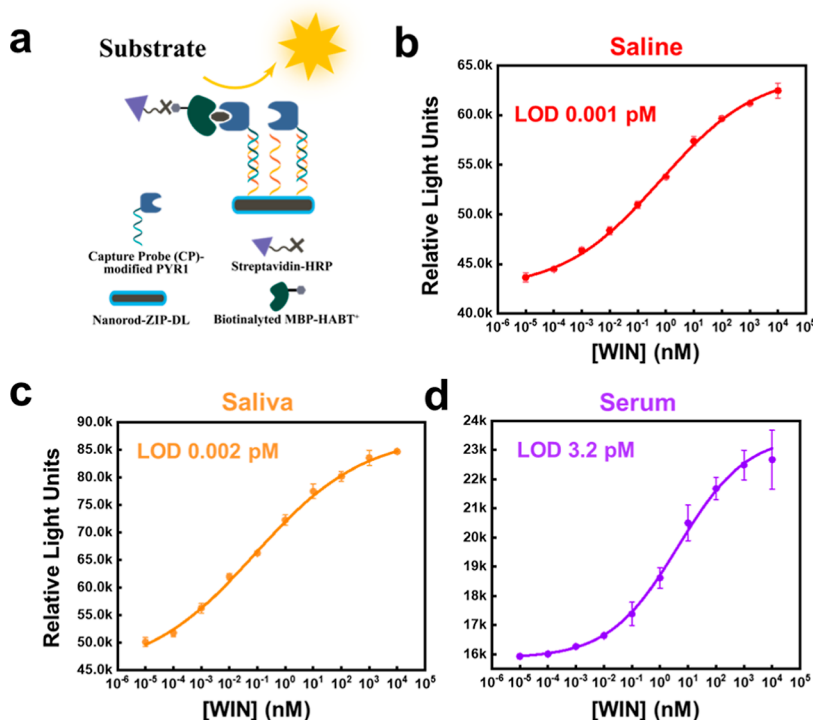 a
Substrate
Capture Probe (CP)-
modified PYR1
Streptavidin-HRP
Nanorod-ZIP-DL
Biotinalyted MBP-HABT⁺
b
Saline
LOD 0.001 pM
Relative Light Units
65.0k
60.0k
55.0k
50.0k
45.0k
40.0k
10⁻⁶ 10⁻⁵ 10⁻⁴ 10⁻³ 10⁻² 10⁻¹ 10⁰ 10¹ 10² 10³ 10⁴ 10⁵
[WIN] (nM)
c
Saliva
LOD 0.002 pM
Relative Light Units
90.0k
85.0k
80.0k
75.0k
70.0k
65.0k
60.0k
55.0k
50.0k
45.0k
10⁻⁶ 10⁻⁵ 10⁻⁴ 10⁻³ 10⁻² 10⁻¹ 10⁰ 10¹ 10² 10³ 10⁴ 10⁵
[WIN] (nM)
d
Serum
LOD 3.2 pM
24k
23k
22k
21k
20k
19k
18k
17k
16k
10⁻⁶ 10⁻⁵ 10⁻⁴ 10⁻³ 10⁻² 10⁻¹ 10⁰ 10¹ 10² 10³ 10⁴ 10⁵
[WIN] (nM)